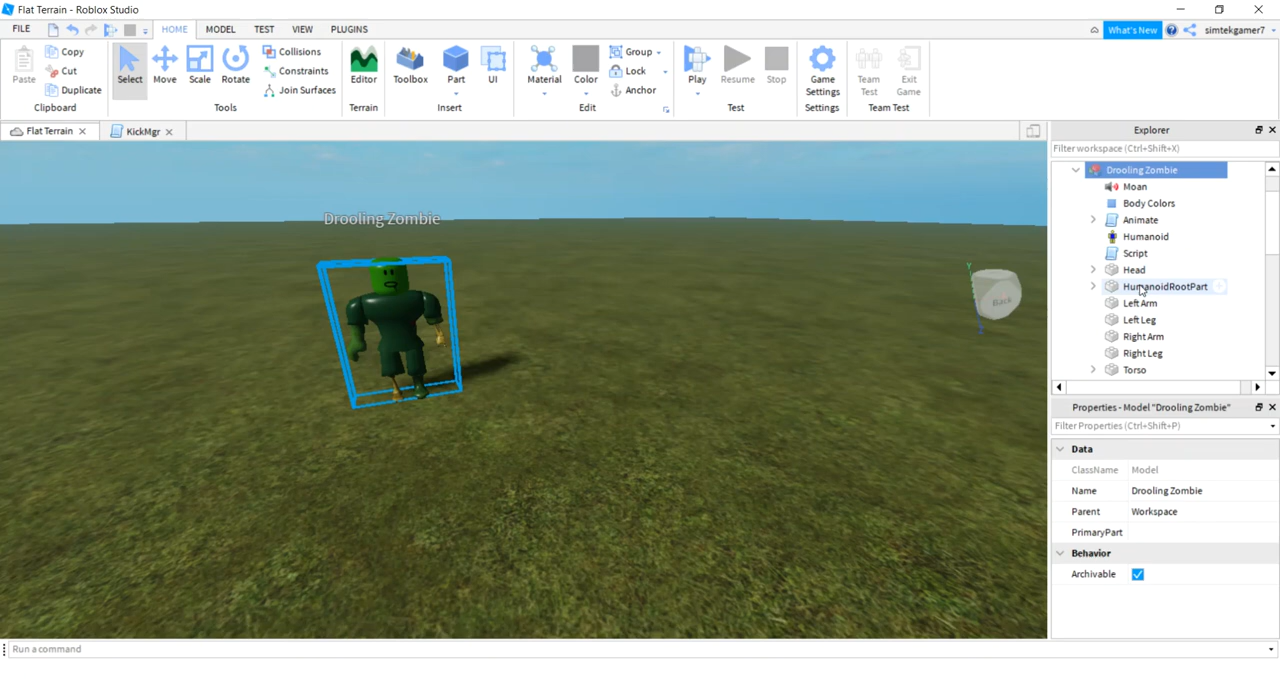 Flat Terrain - Roblox Studio
FILE HOME MODEL TEST VIEW PLUGINS What's New simtekgamer7
Paste Copy Cut Duplicate Clipboard
Select Move Scale Rotate Collisions Constraints Join Surfaces Tools
Editor Terrain
Toolbox Part UI Insert
Material Color Group Lock Anchor Edit
Play Resume Stop Test
Game Settings Settings
Team Test Exit Game Team Test
Flat Terrain KickMgr
Drooling Zombie
Back
Y
Explorer
Filter workspace (Ctrl+Shift+X)
Drooling Zombie
Moan
Body Colors
Animate
Humanoid
Script
Head
HumanoidRootPart
Left Arm
Left Leg
Right Arm
Right Leg
Torso
Properties - Model "Drooling Zombie"
Filter Properties (Ctrl+Shift+P)
Data
ClassName Model
Name Drooling Zombie
Parent Workspace
PrimaryPart
Behavior
Archivable
Run a command